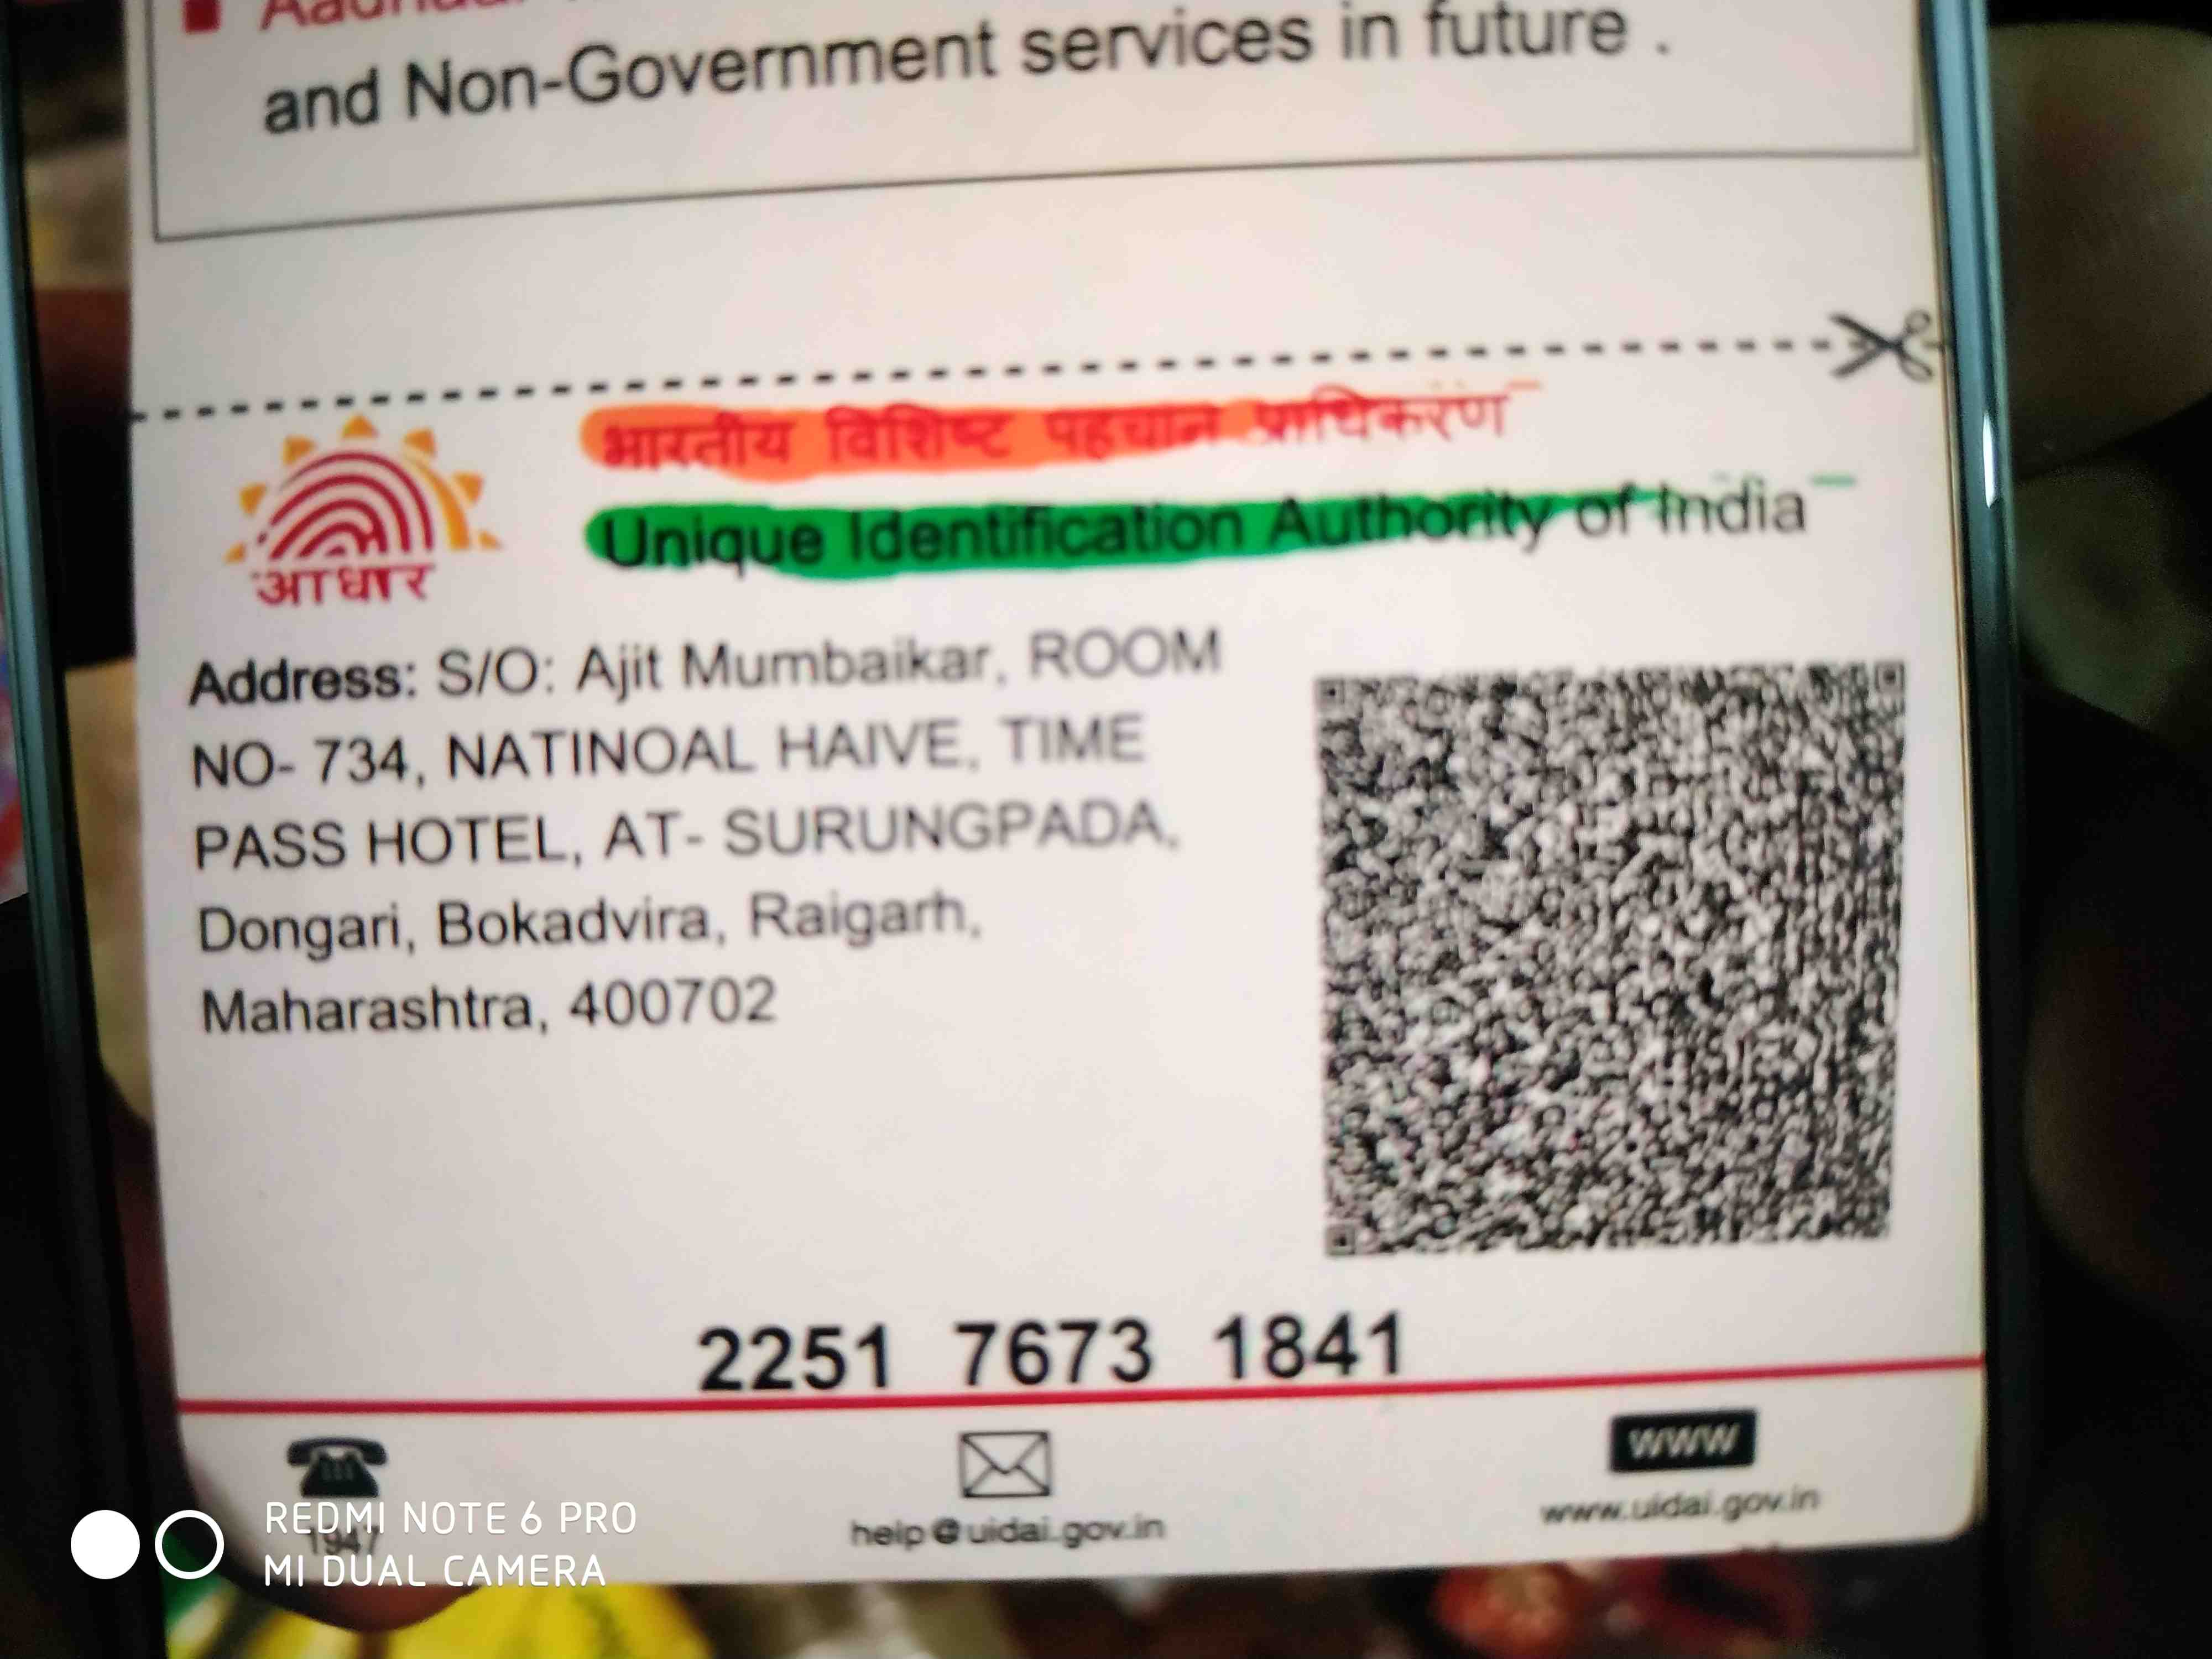 and Non-Government services in future .
भारतीय विशिष्ट पहचान प्राधिकरण
Unique Identification Authority of India
आधार
Address: S/O: Ajit Mumbaikar, ROOM
NO- 734, NATINOAL HAIVE, TIME
PASS HOTEL, AT- SURUNGPADA,
Dongari, Bokadvira, Raigarh,
Maharashtra, 400702
2251 7673 1841
www
1947
help@uidai.gov.in
www.uidai.gov.in
REDMI NOTE 6 PRO
MI DUAL CAMERA